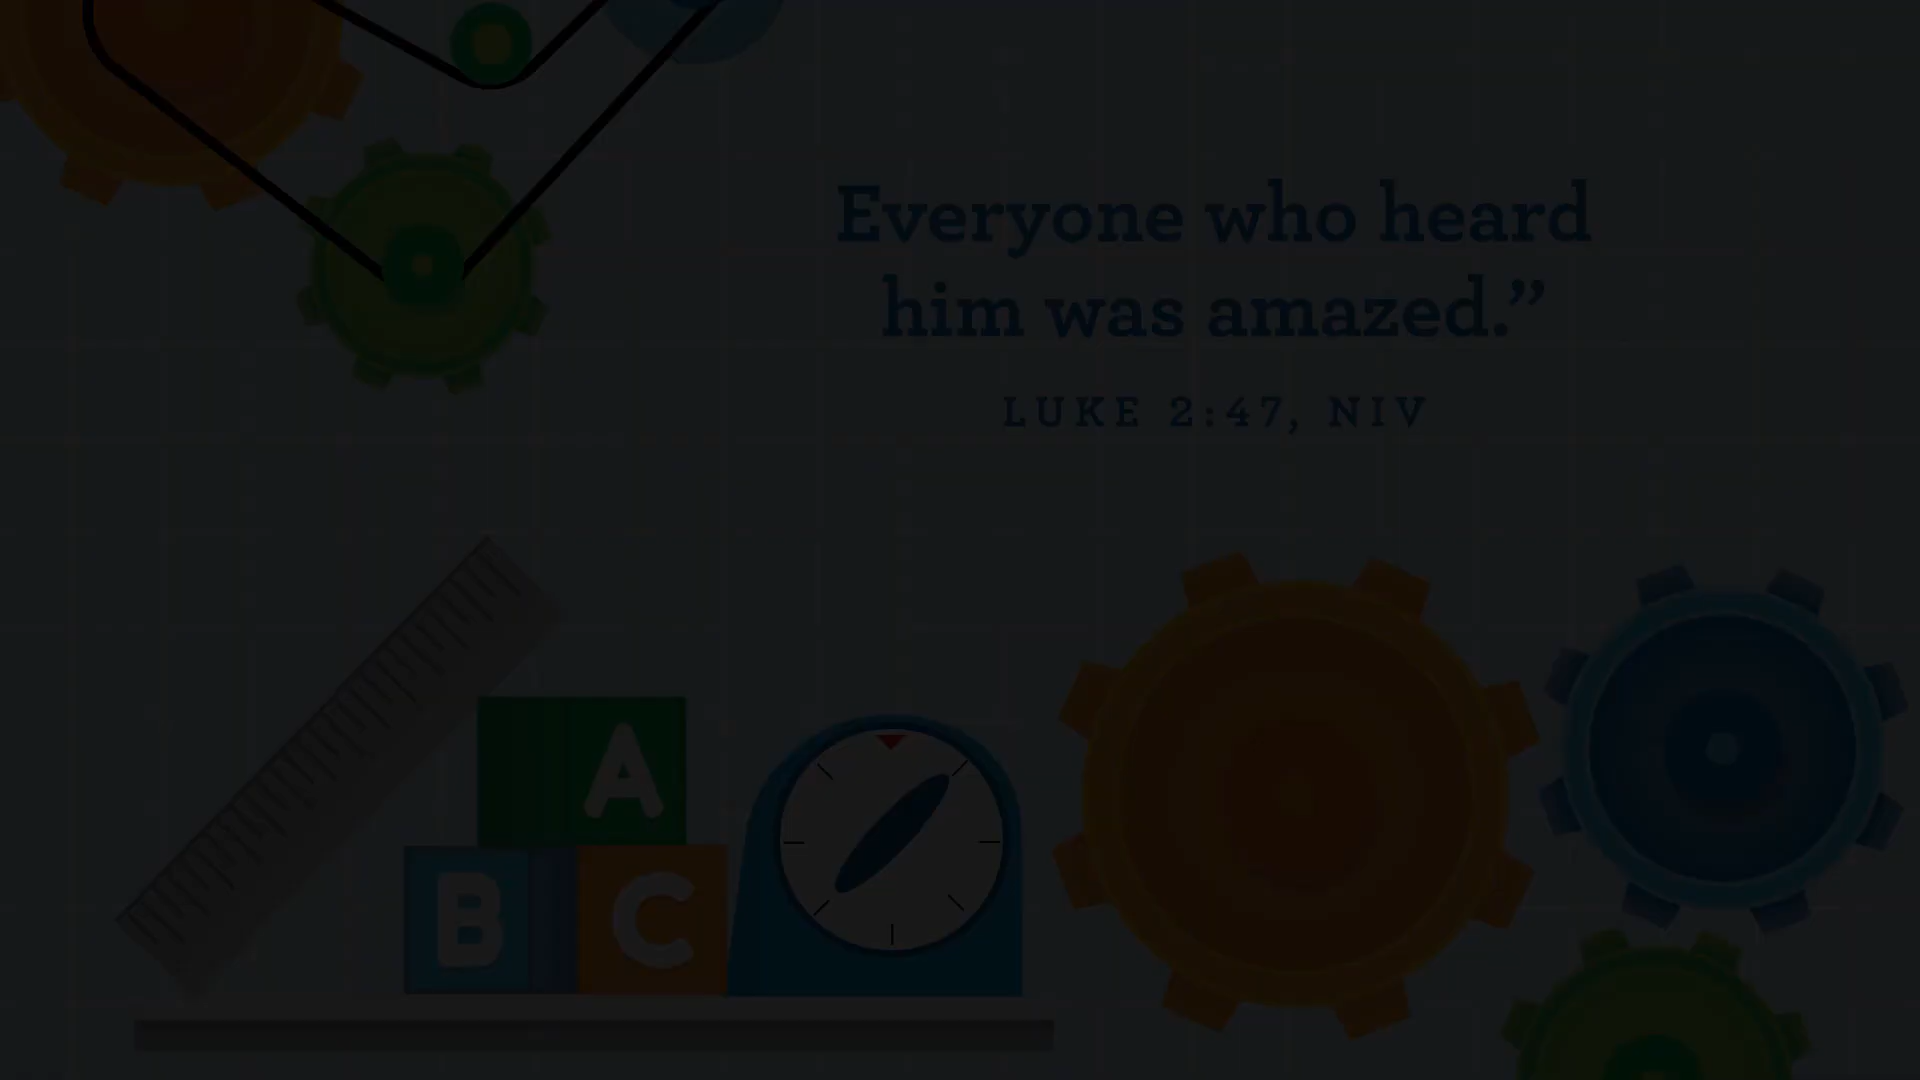 Everyone who heard
him was amazed.”
LUKE 2:47, NIV
A
B C